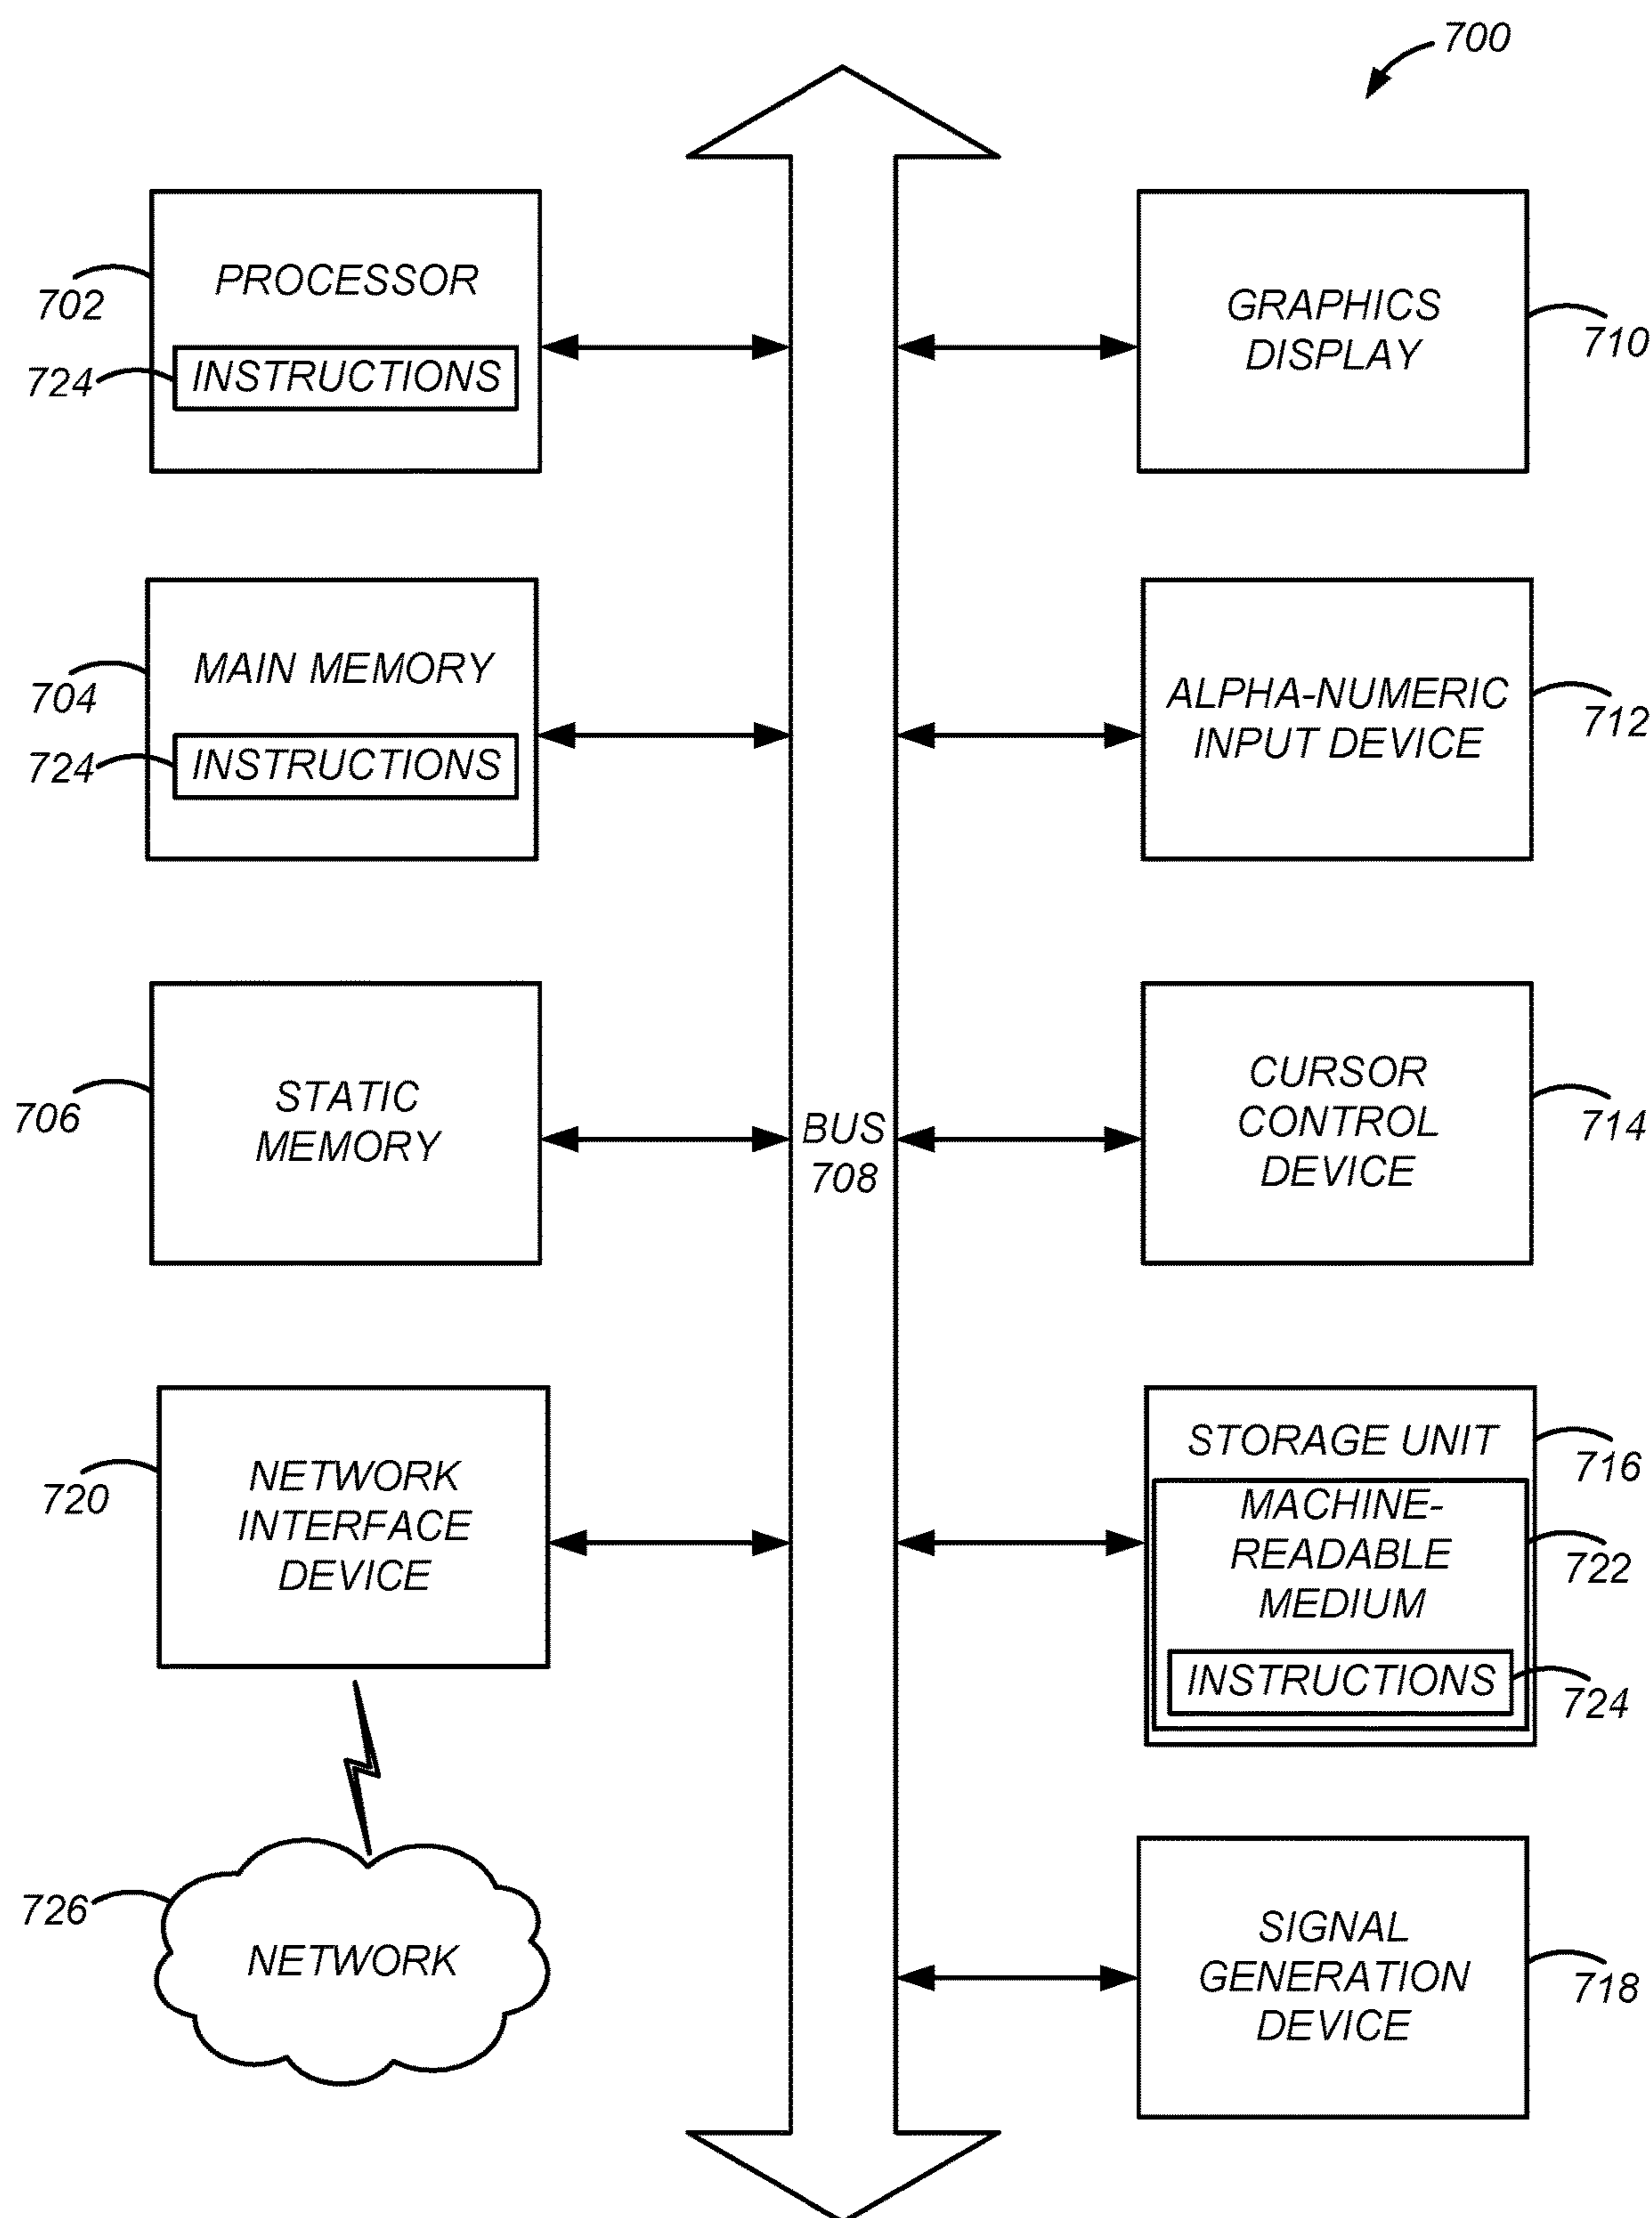 700
PROCESSOR
702
INSTRUCTIONS
724
GRAPHICS
DISPLAY
710
MAIN MEMORY
704
INSTRUCTIONS
724
ALPHA-NUMERIC
INPUT DEVICE
712
STATIC
MEMORY
706
BUS
708
CURSOR
CONTROL
DEVICE
714
NETWORK
INTERFACE
DEVICE
720
STORAGE UNIT
716
MACHINE-
READABLE
MEDIUM
722
INSTRUCTIONS
724
726
NETWORK
SIGNAL
GENERATION
DEVICE
718